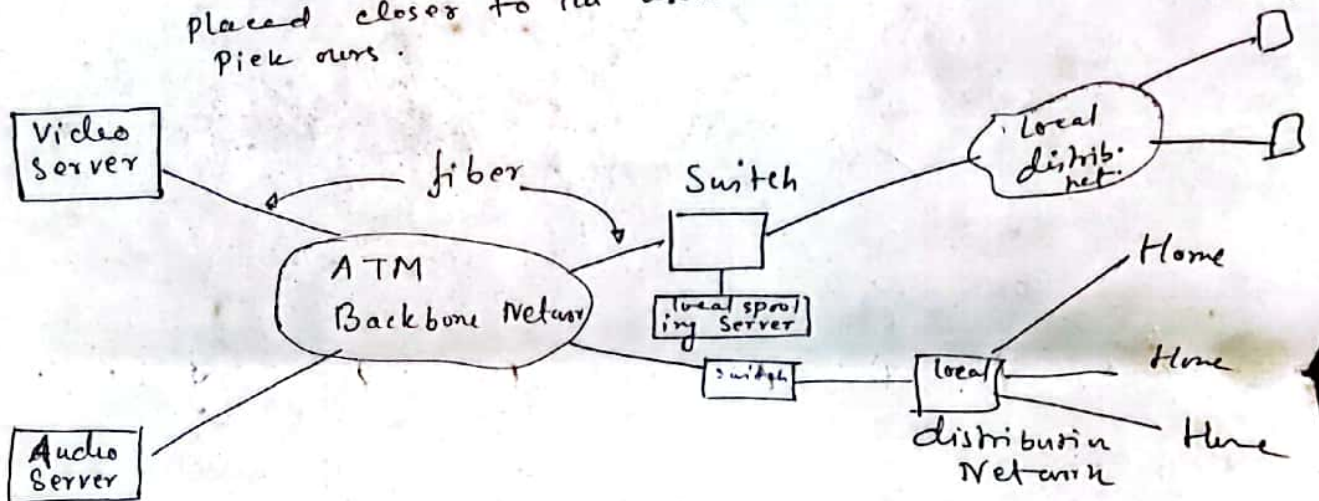 placed closer to
Pick ours.
Video
Server
fiber
Switch
Local
distrib.
net.
ATM
Backbone Networ
local spool
ing Server
Home
switch
local
Home
distribution
Network
Home
Audio
Server